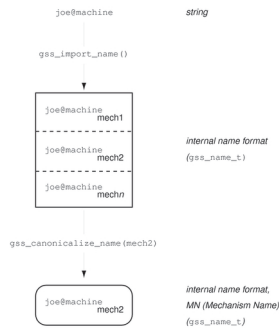 joe@machine string
gss_import_name()
joe@machine
mech1
joe@machine
mech2
internal name format
(gss_name_t)
joe@machine
mechn
gss_canonicalize_name(mech2)
joe@machine
mech2
internal name format,
MN (Mechanism Name)
(gss_name_t)